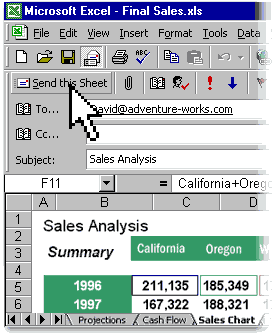 Microsoft Excel - Final Sales.xls
File Edit View Insert Format Tools Data
ABC
Send this Sheet
To... david@adventure-works.com
Cc...
Subject: Sales Analysis
F11 = California+Orego
A B C D
1
2 Sales Analysis
3 Summary California Oregon W
4
5 1996 211,135 185,349
6 1997 167,322 188,321
Projections Cash Flow Sales Chart